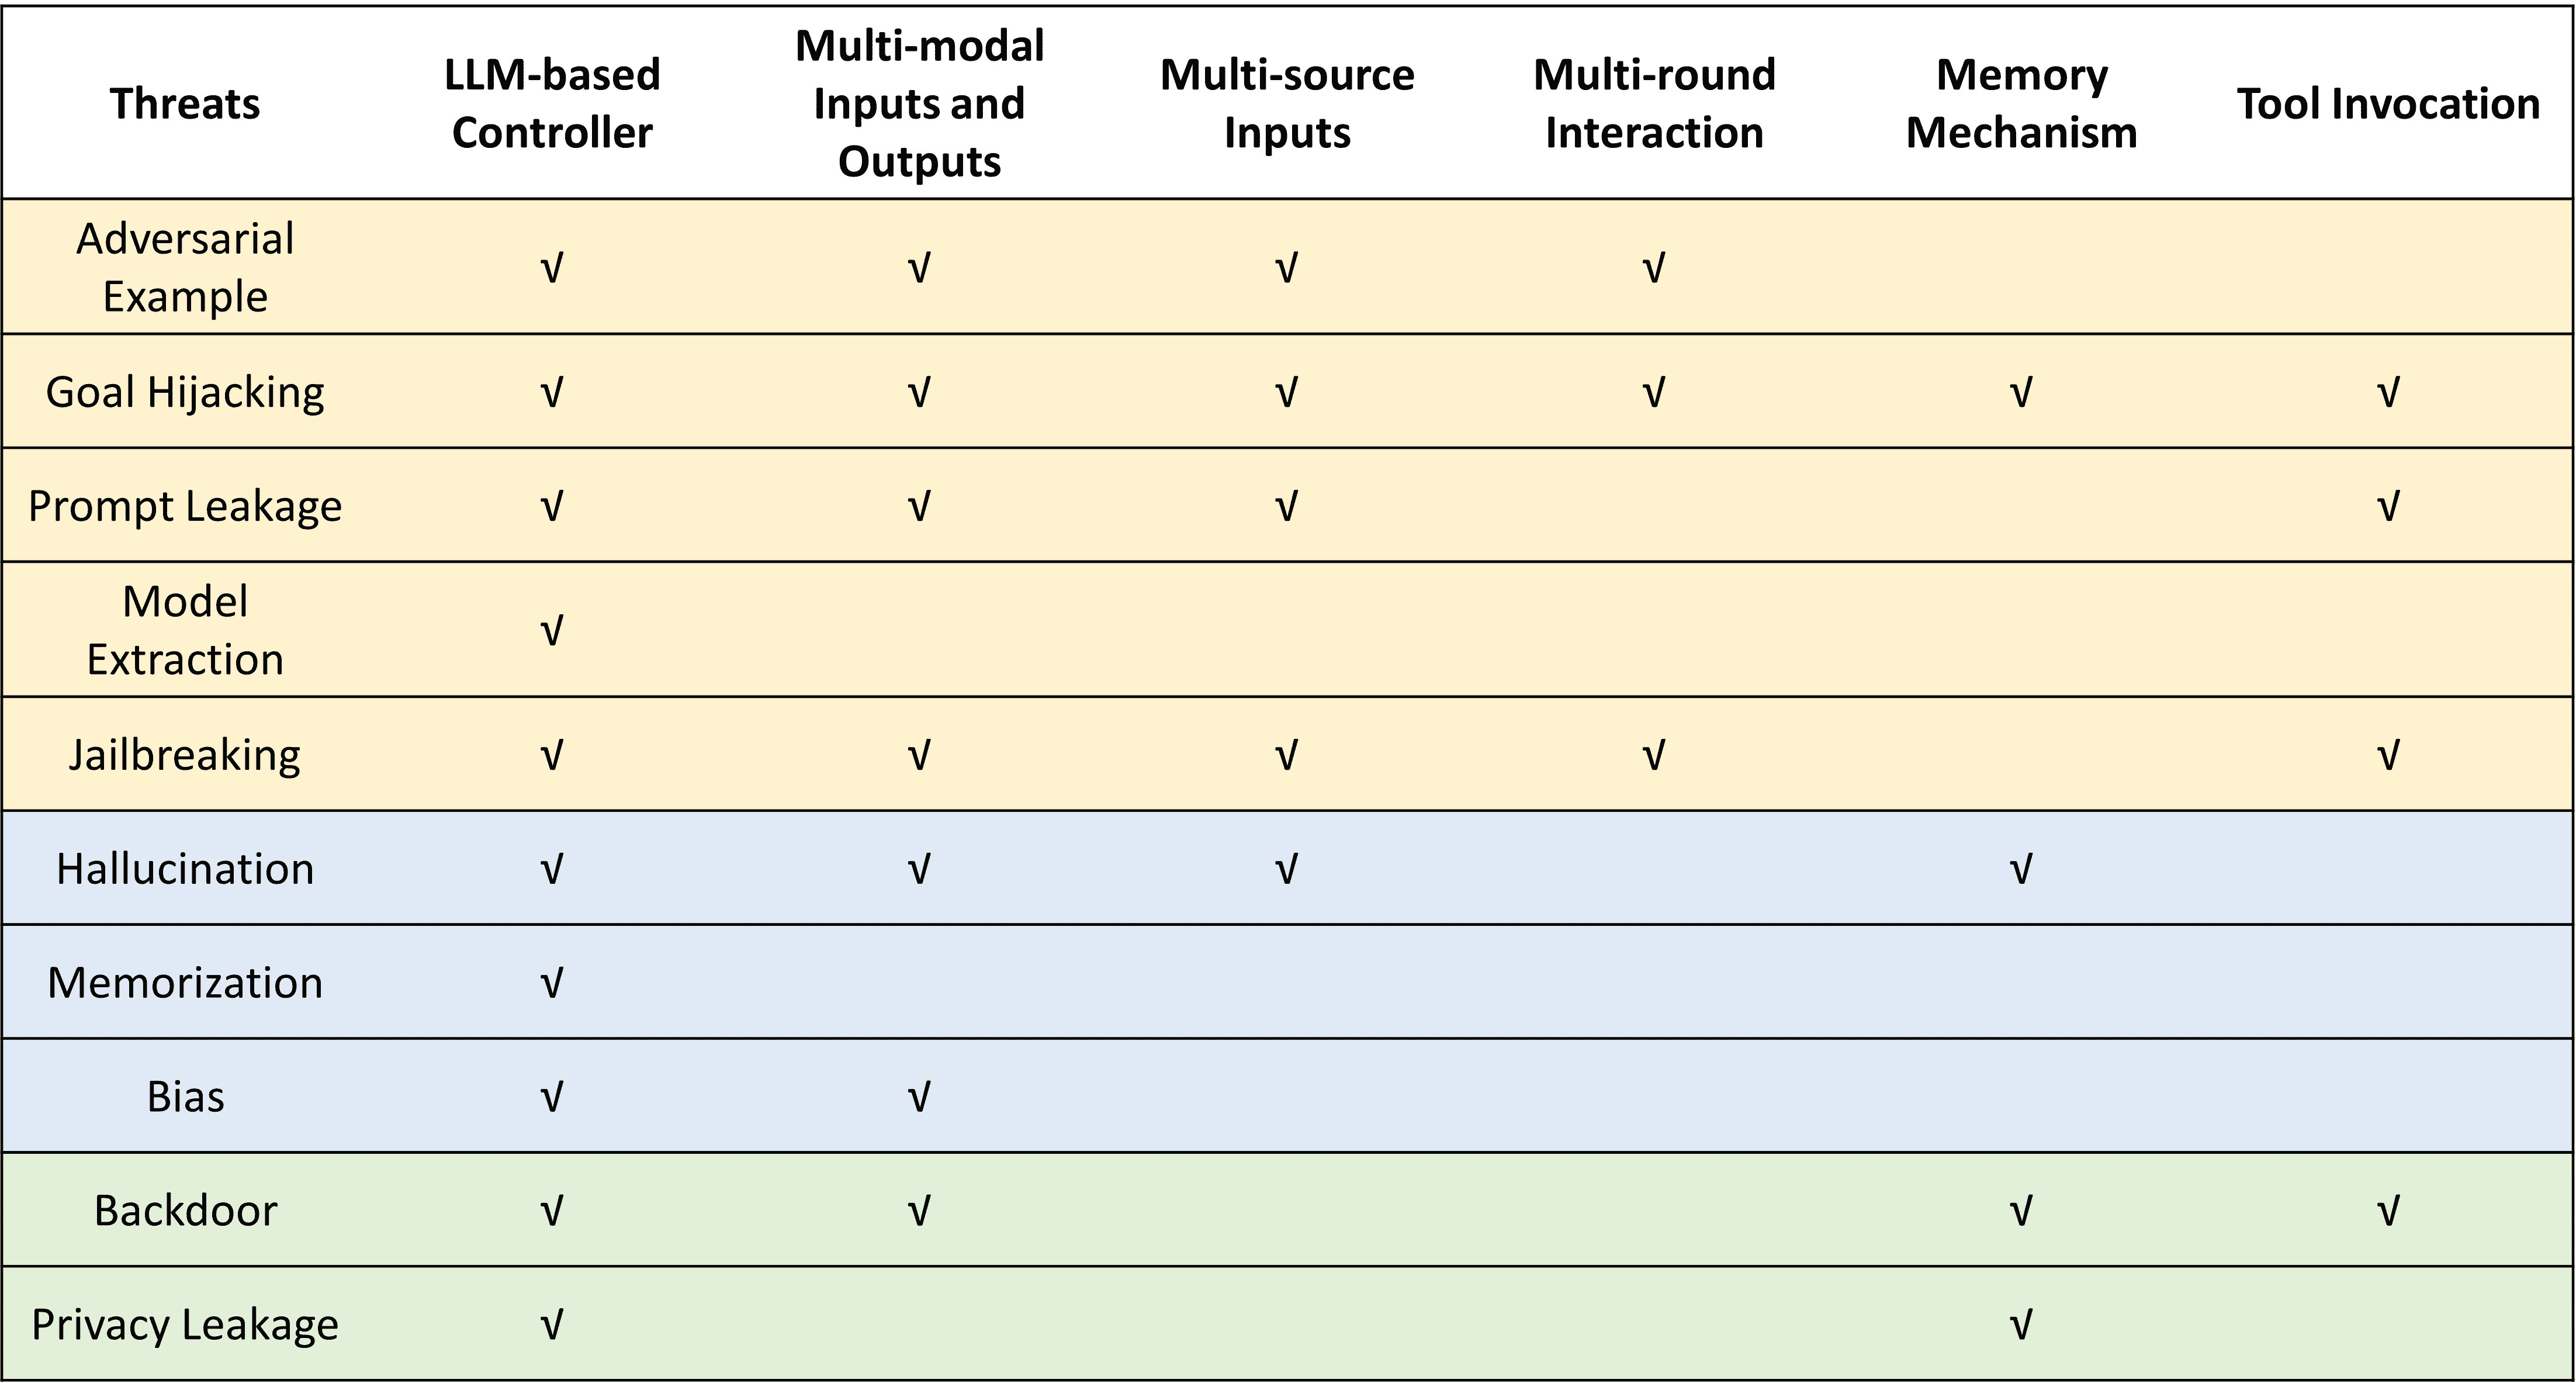 Threats
LLM-based
Controller
Multi-modal
Inputs and
Outputs
Multi-source
Inputs
Multi-round
Interaction
Memory
Mechanism
Tool Invocation
Adversarial
Example
√ √ √ √
Goal Hijacking √ √ √ √ √ √
Prompt Leakage √ √ √ √
Model
Extraction
√
Jailbreaking √ √ √ √ √
Hallucination √ √ √ √
Memorization √
Bias √ √
Backdoor √ √ √ √
Privacy Leakage √ √